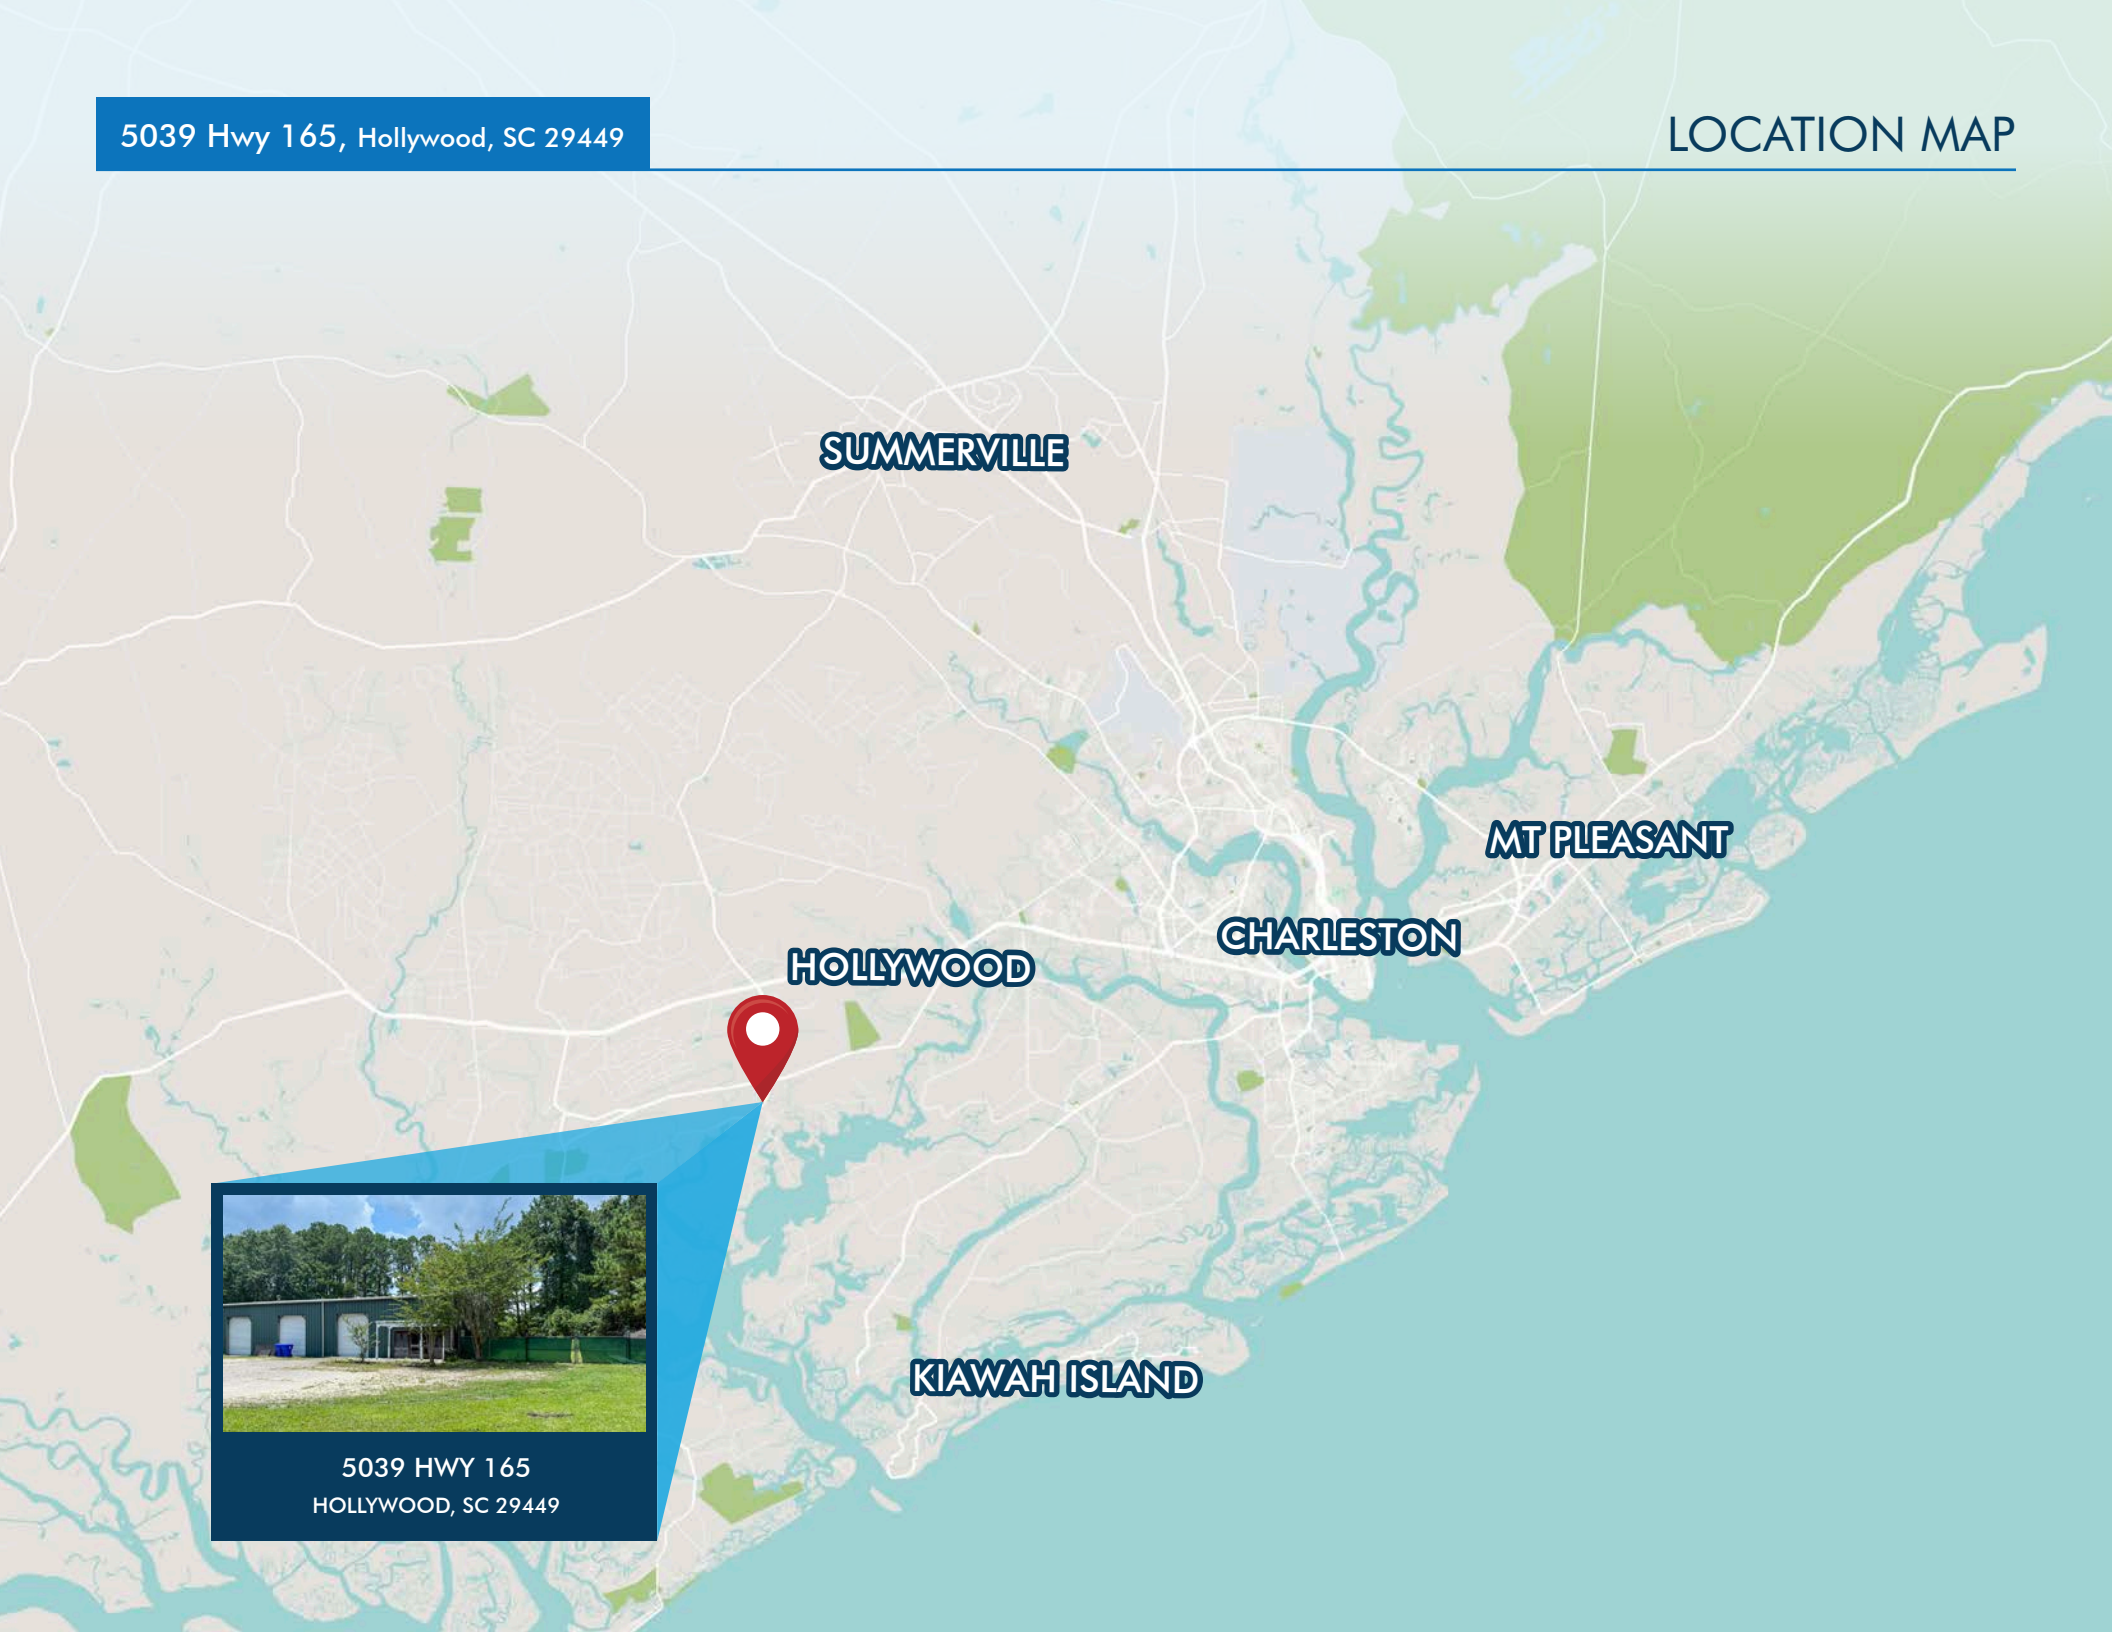 5039 Hwy 165, Hollywood, SC 29449
LOCATION MAP
SUMMERVILLE
MT PLEASANT
CHARLESTON
HOLLYWOOD
KIAWAH ISLAND
5039 HWY 165
HOLLYWOOD, SC 29449